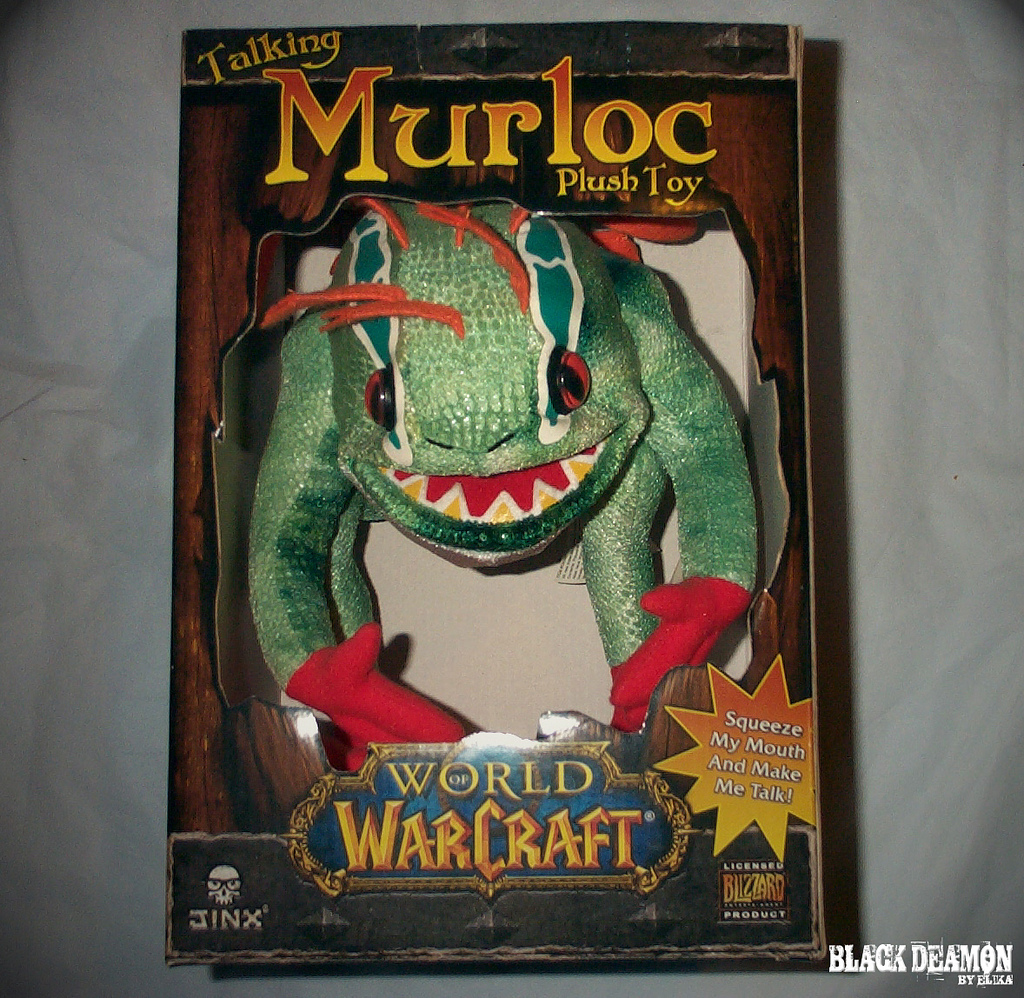 Talking
Murloc
Plush Toy
Squeeze
My Mouth
And Make
Me Talk!
WORLD
OF
WARCRAFT®
JINX®
LICENSED
BLIZZARD
ENTERTAINMENT
PRODUCT
BLACK DEAMON
BY ELIKA